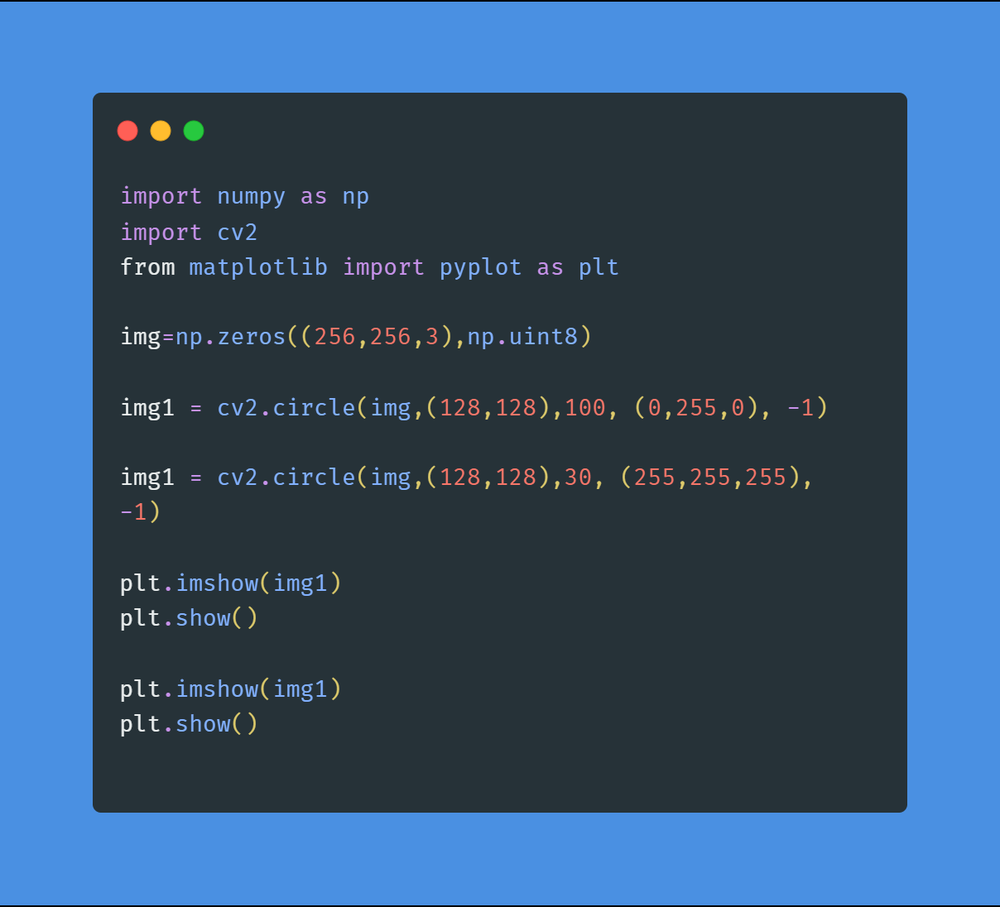 import numpy as np
import cv2
from matplotlib import pyplot as plt
img=np.zeros((256,256,3),np.uint8)
img1 = cv2.circle(img,(128,128),100, (0,255,0), -1)
img1 = cv2.circle(img,(128,128),30, (255,255,255),
-1)
plt.imshow(img1)
plt.show()
plt.imshow(img1)
plt.show()